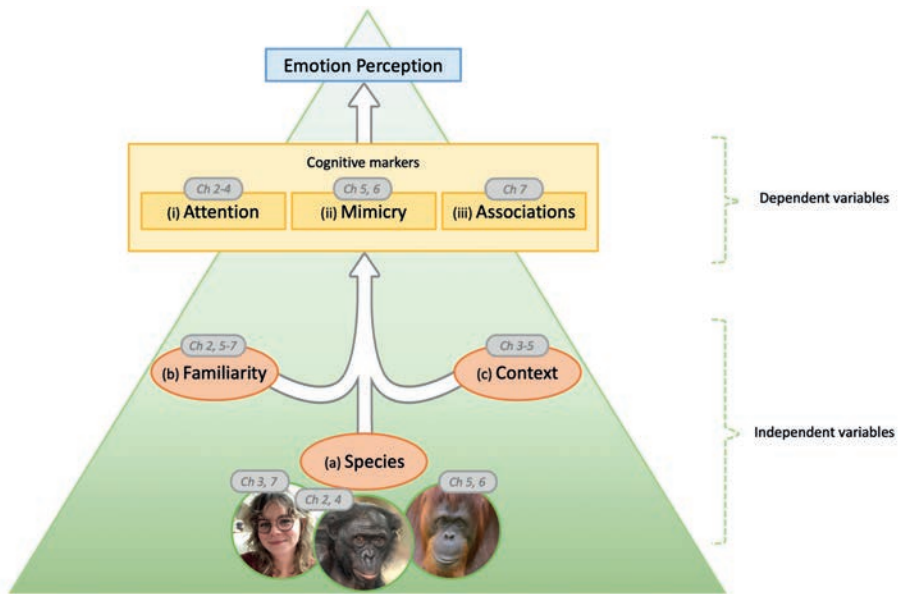 Emotion Perception
Cognitive markers
Ch 2-4
Ch 5, 6
Ch 7
(i) Attention
(ii) Mimicry
(iii) Associations
Dependent variables
Ch 2, 5-7
Ch 3-5
(b) Familiarity
(c) Context
Independent variables
(a) Species
Ch 3, 7
Ch 2, 4
Ch 5, 6